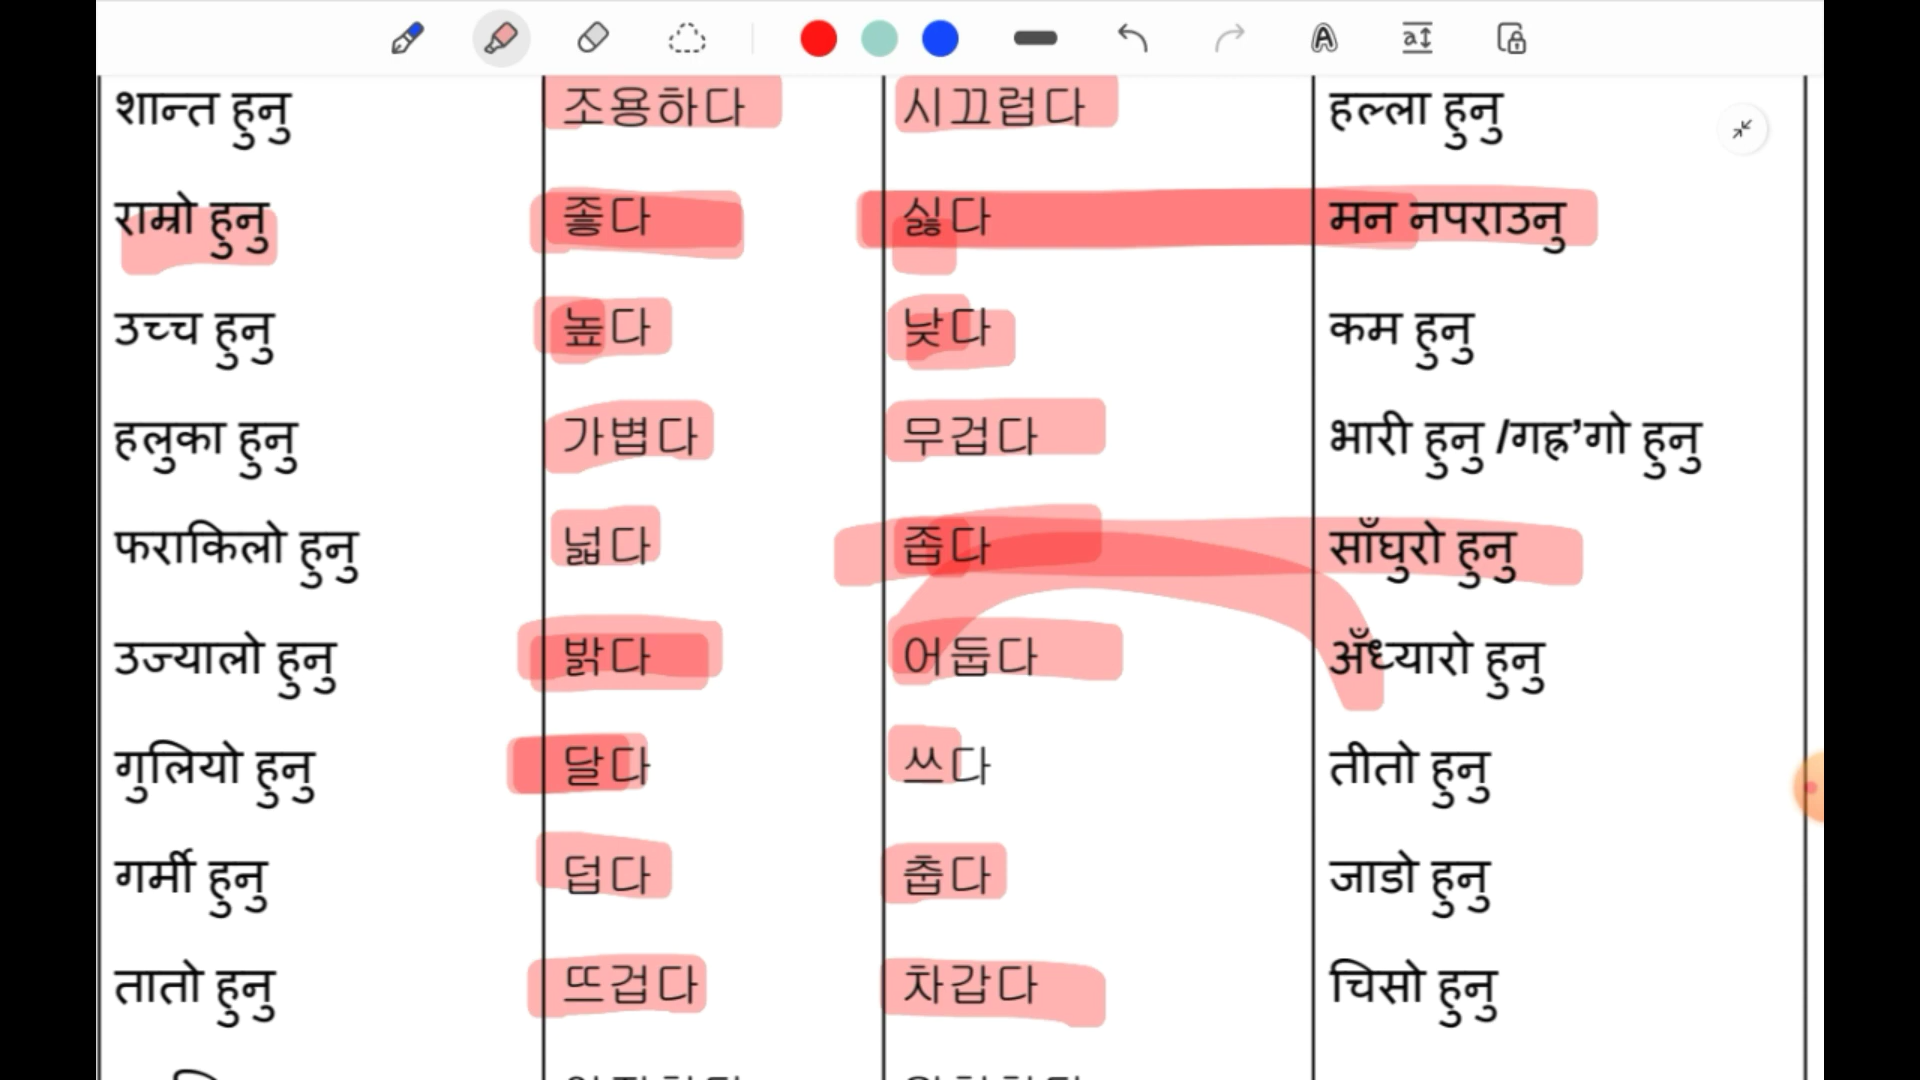 शान्त हुनु 조용하다 시끄럽다 हल्ला हुनु
राम्रो हुनु 좋다 싫다 मन नपराउनु
उच्च हुनु 높다 낮다 कम हुनु
हलुका हुनु 가볍다 무겁다 भारी हुनु /गह्र’गो हुनु
फराकिलो हुनु 넓다 좁다 साँघुरो हुनु
उज्यालो हुनु 밝다 어둡다 अँध्यारो हुनु
गुलियो हुनु 달다 쓰다 तीतो हुनु
गर्मी हुनु 덥다 춥다 जाडो हुनु
तातो हुनु 뜨겁다 차갑다 चिसो हुनु